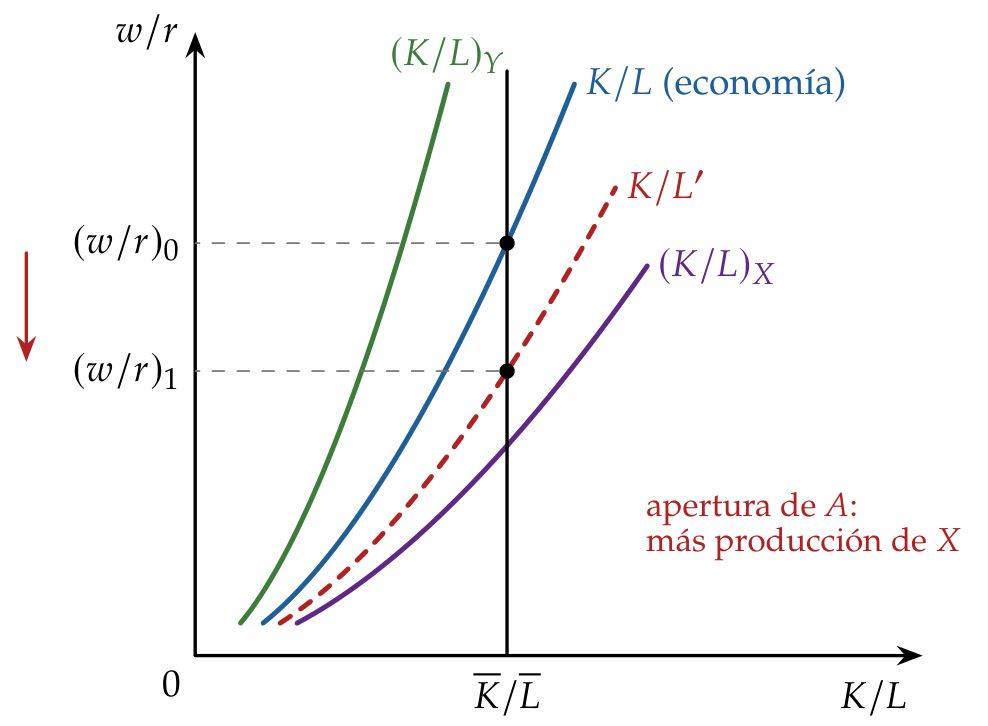 w/r
(K/L)_Y
K/L (economía)
K/L′
(w/r)_0
(K/L)_X
(w/r)_1
apertura de A:
más producción de X
0
K̅/L̅
K/L